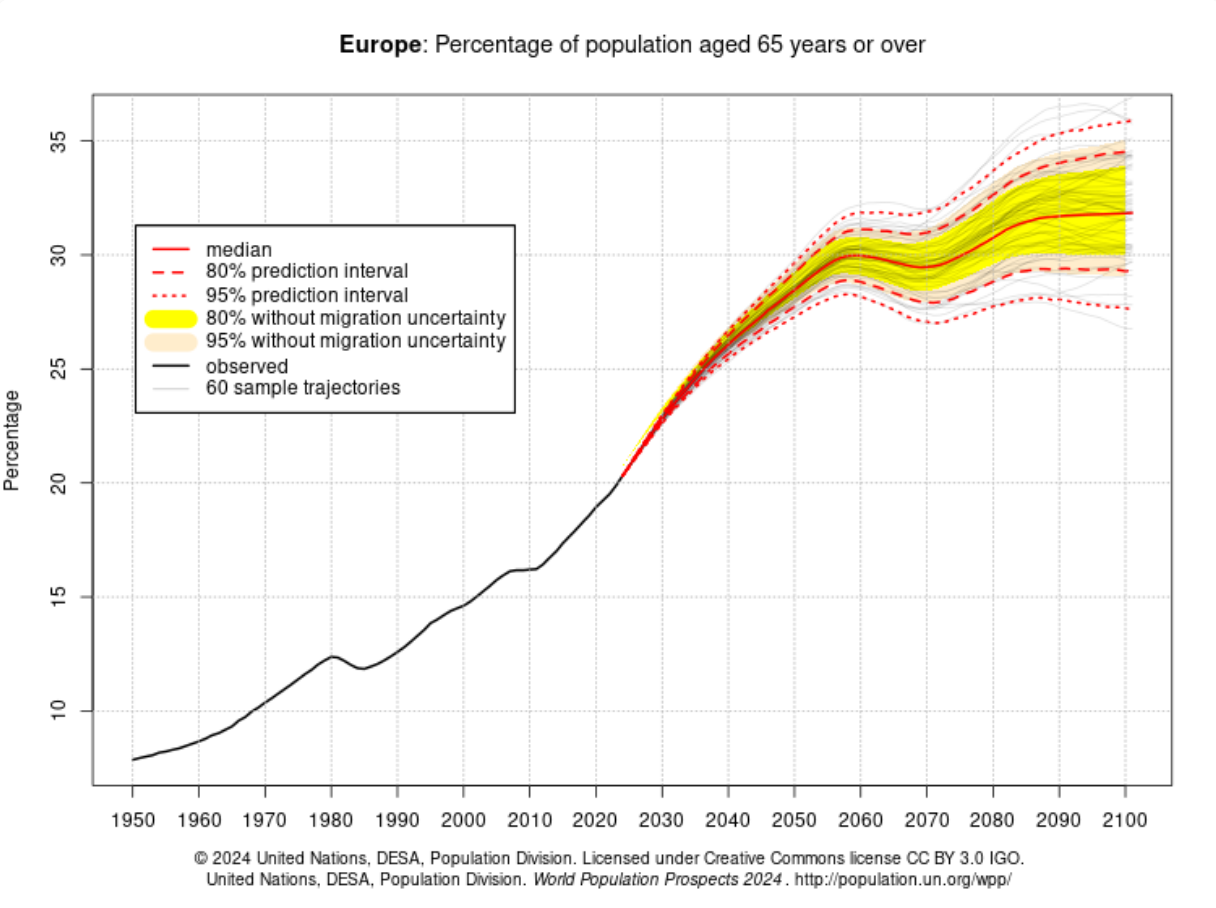 Europe: Percentage of population aged 65 years or over
35
30
25
20
15
10
Percentage
median
80% prediction interval
95% prediction interval
80% without migration uncertainty
95% without migration uncertainty
observed
60 sample trajectories
1950 1960 1970 1980 1990 2000 2010 2020 2030 2040 2050 2060 2070 2080 2090 2100
© 2024 United Nations, DESA, Population Division. Licensed under Creative Commons license CC BY 3.0 IGO.
United Nations, DESA, Population Division. World Population Prospects 2024. http://population.un.org/wpp/